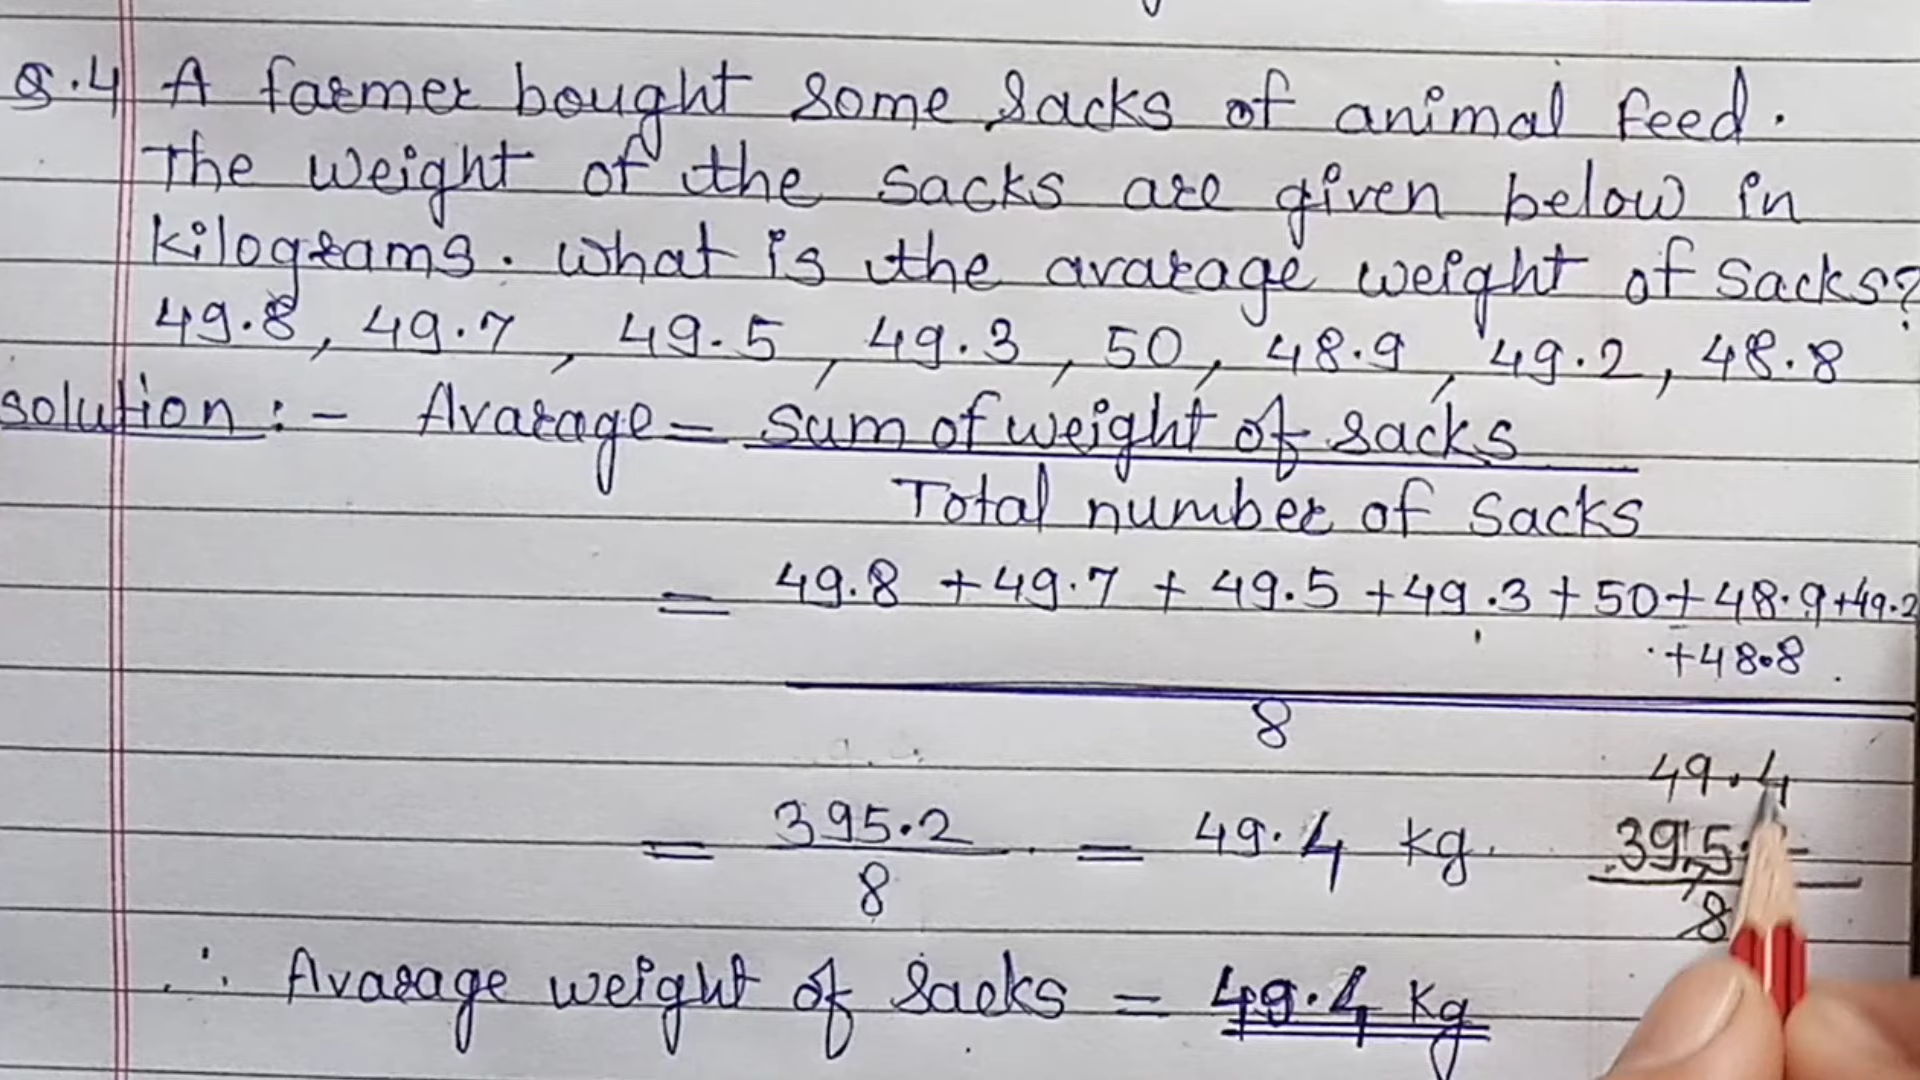 Q.4 A farmer bought some sacks of animal feed.
The weight of the sacks are given below in
kilograms. what is the avarage weight of sacks?
49.8, 49.7, 49.5, 49.3, 50, 48.9, 49.2, 48.8
solution :- Avarage = sum of weight of sacks
Total number of sacks
= 49.8 + 49.7 + 49.5 + 49.3 + 50 + 48.9 + 49.2
+ 48.8
8
49.4
= 395.2 = 49.4 kg. 395.
8 8
∴ Avarage weight of sacks = 49.4 kg